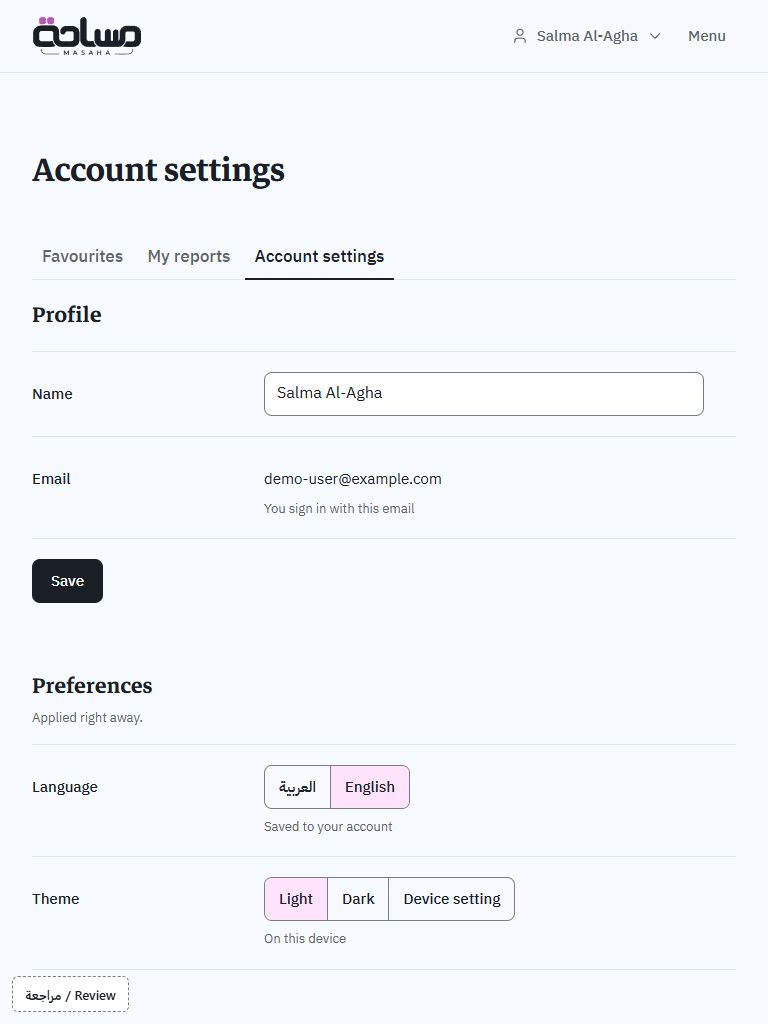 مساحة
MASAHA
Salma Al-Agha
Menu
Account settings
Favourites
My reports
Account settings
Profile
Name
Salma Al-Agha
Email
demo-user@example.com
You sign in with this email
Save
Preferences
Applied right away.
Language
العربية
English
Saved to your account
Theme
Light
Dark
Device setting
On this device
مراجعة / Review